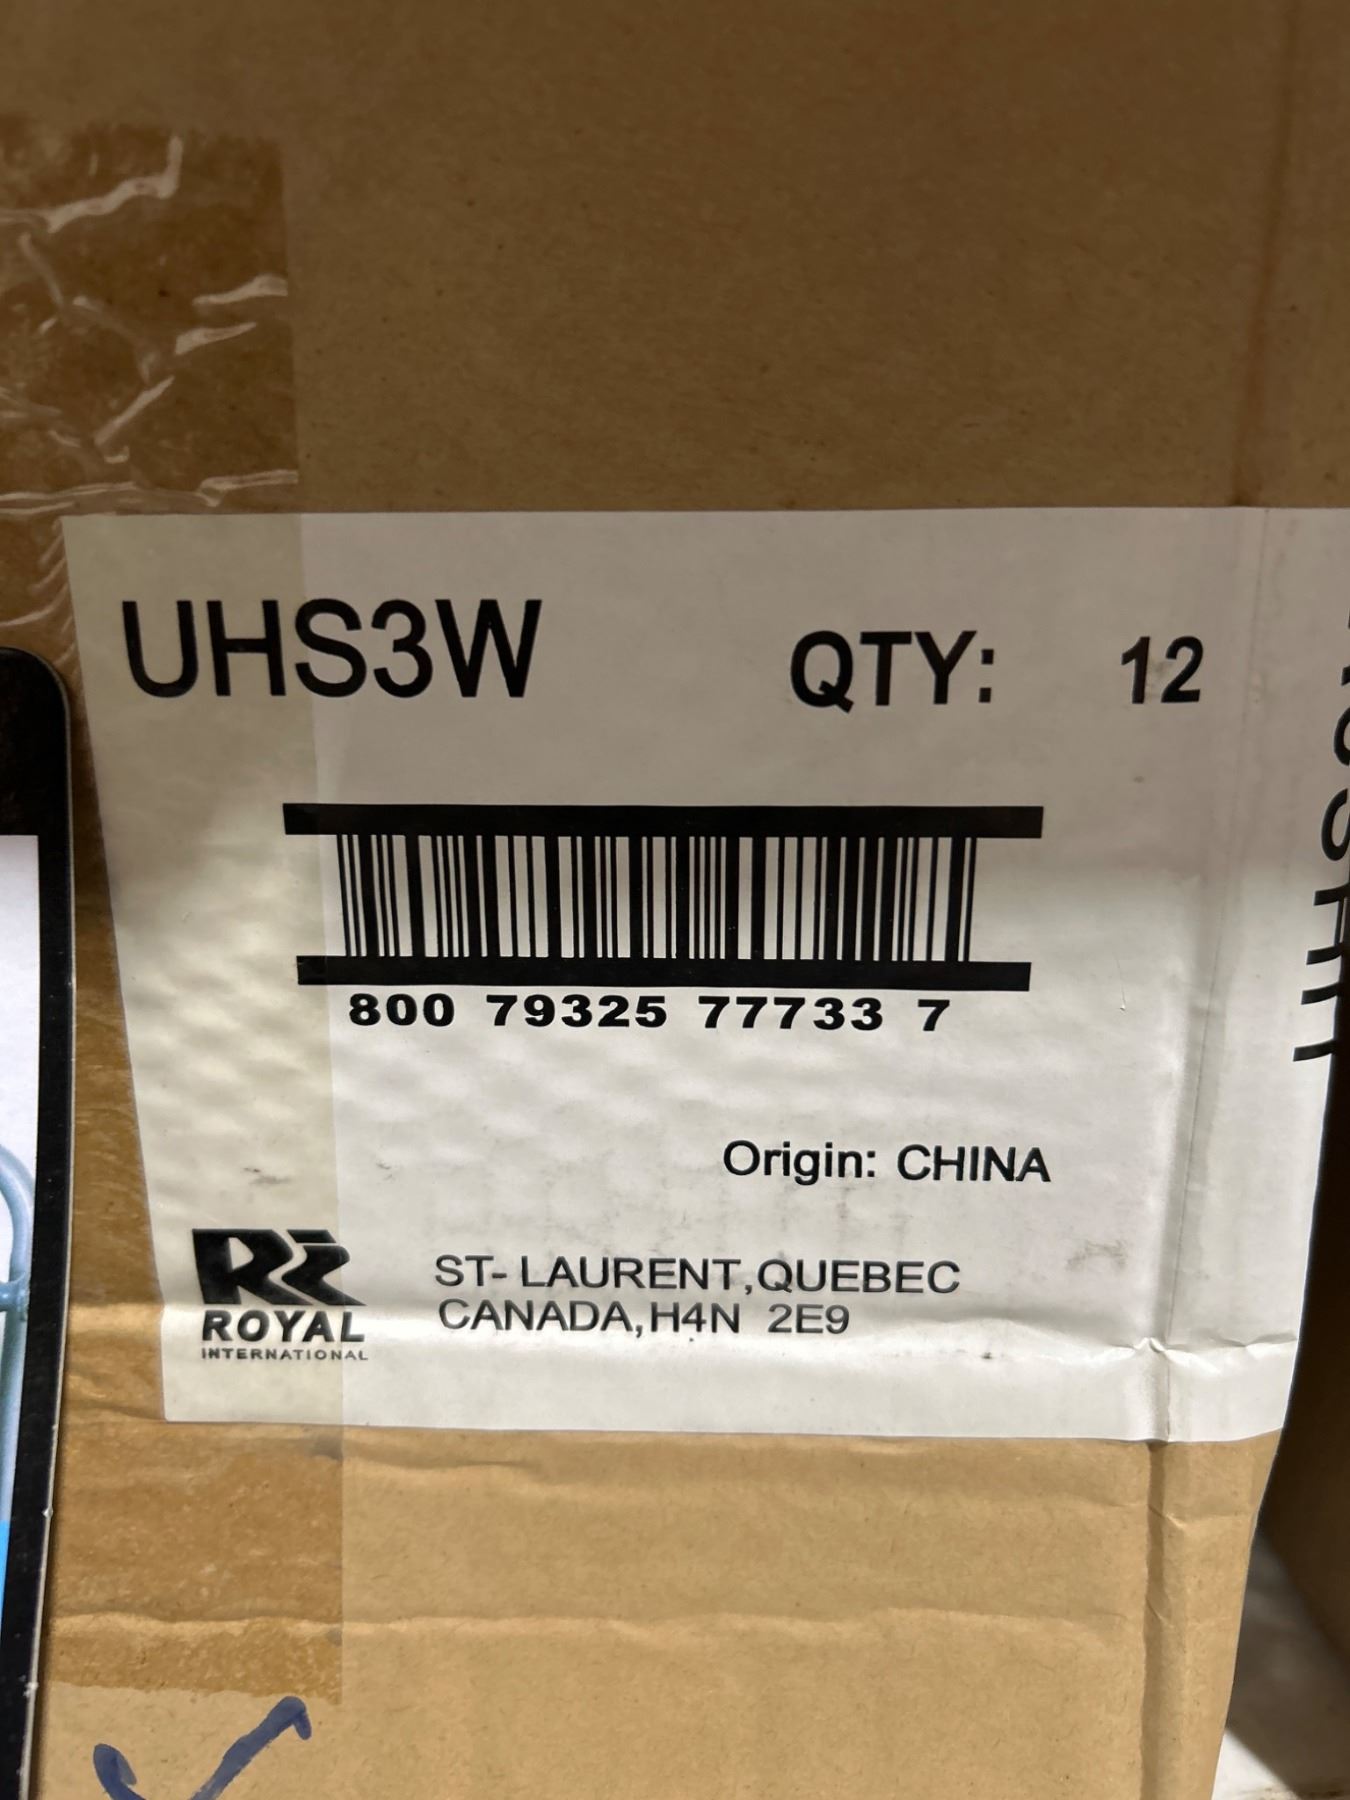 UHS3W QTY: 12
800 79325 77733 7
Origin: CHINA
ROYAL
INTERNATIONAL
ST- LAURENT,QUEBEC
CANADA,H4N 2E9